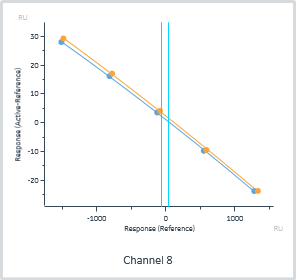 RU
30
20
10
0
-10
-20
Response (Active-Reference)
-1000
0
1000
Response (Reference)
RU
Channel 8